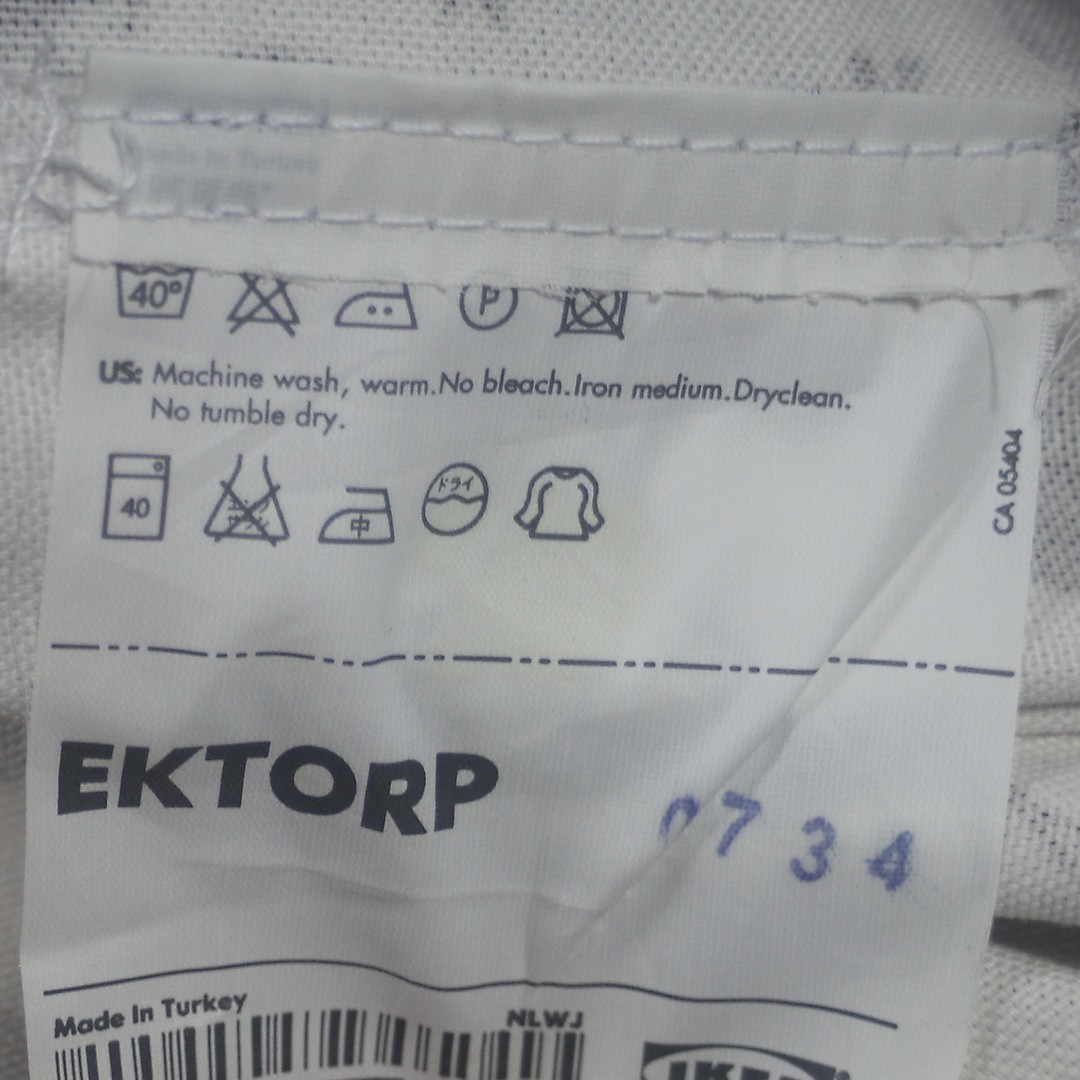 40°
P
US: Machine wash, warm.No bleach.Iron medium.Dryclean.
No tumble dry.
40
中
ドライ
CA 05404
EKTORP
0734
Made In Turkey
NLWJ
IKEA